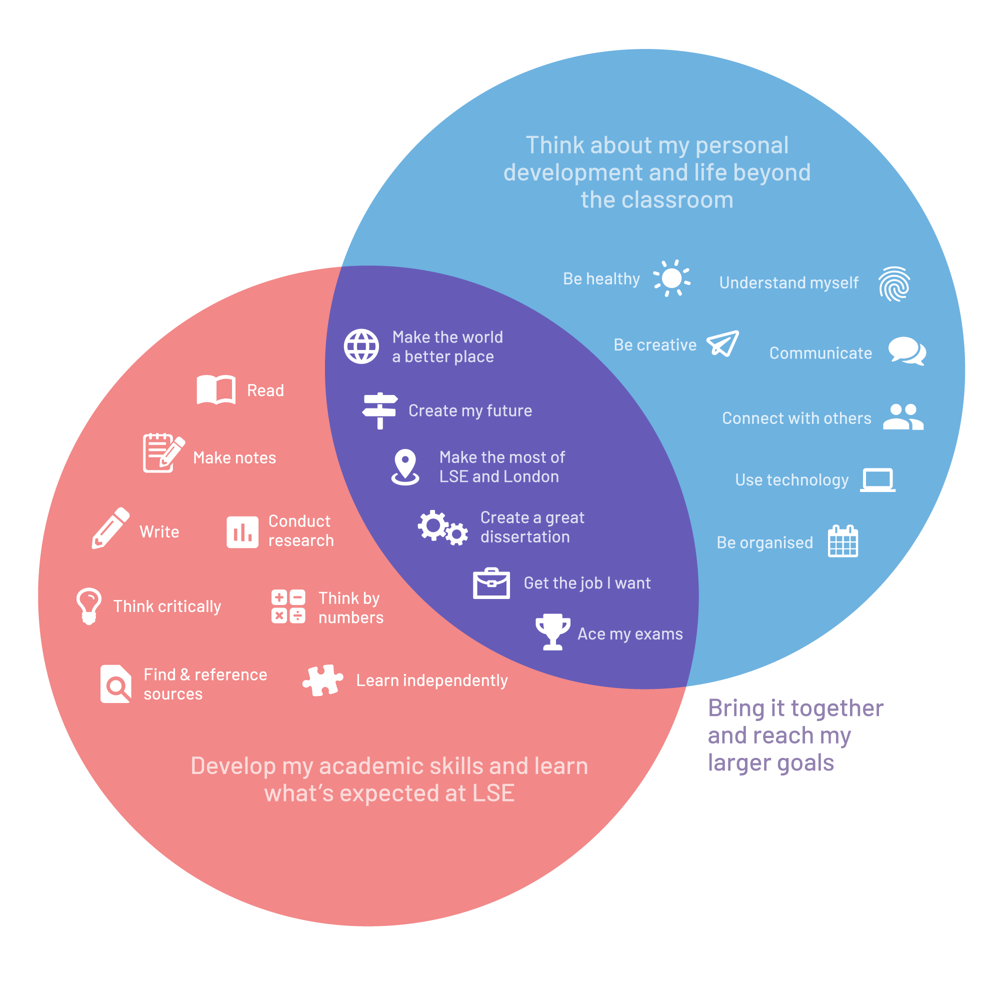 Think about my personal
development and life beyond
the classroom
Be healthy
Understand myself
Be creative
Communicate
Connect with others
Use technology
Be organised
Make the world
a better place
Create my future
Make the most of
LSE and London
Create a great
dissertation
Get the job I want
Ace my exams
Read
Make notes
Write
Conduct
research
Think critically
Think by
numbers
Find & reference
sources
Learn independently
Develop my academic skills and learn
what’s expected at LSE
Bring it together
and reach my
larger goals